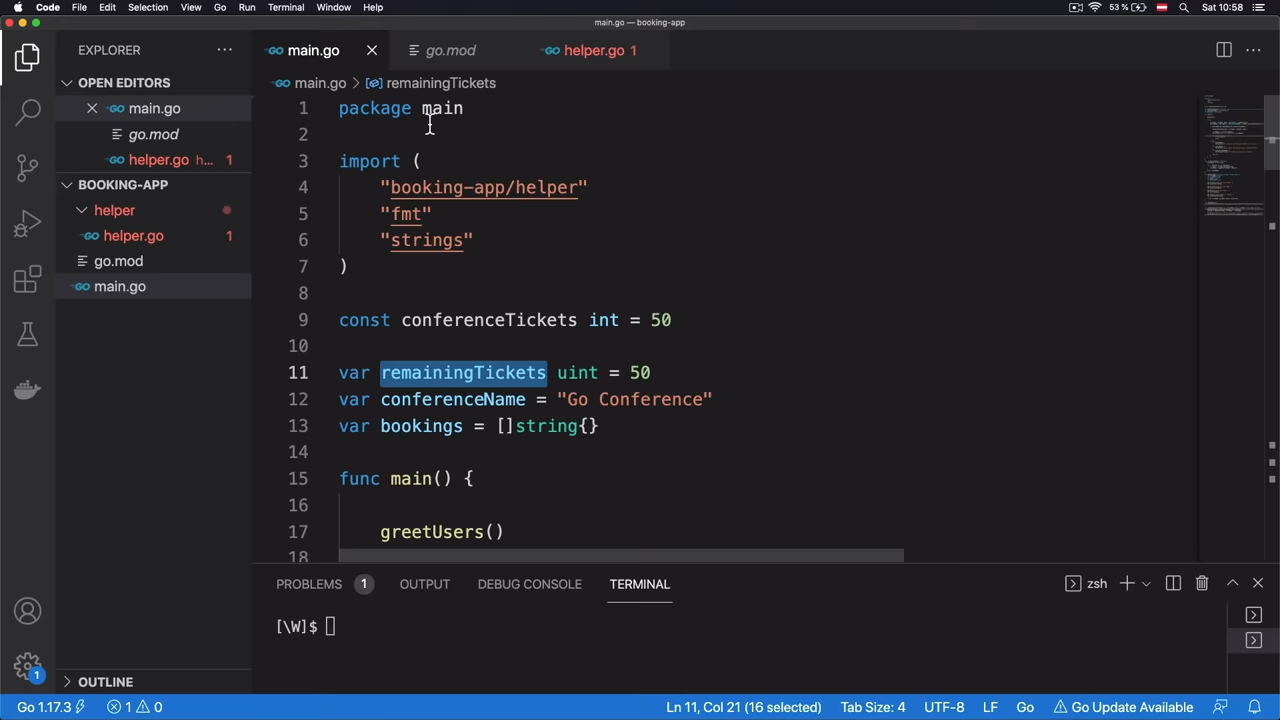 Code File Edit Selection View Go Run Terminal Window Help 53 % Sat 10:58
main.go — booking-app
EXPLORER
main.go
go.mod
helper.go 1
OPEN EDITORS
main.go > remainingTickets
main.go
go.mod
helper.go h... 1
BOOKING-APP
helper
helper.go 1
go.mod
main.go
1 package main
2
3 import (
4 "booking-app/helper"
5 "fmt"
6 "strings"
7 )
8
9 const conferenceTickets int = 50
10
11 var remainingTickets uint = 50
12 var conferenceName = "Go Conference"
13 var bookings = []string{}
14
15 func main() {
16
17 greetUsers()
18
PROBLEMS 1 OUTPUT DEBUG CONSOLE TERMINAL zsh
[\W]$
OUTLINE
1
Go 1.17.3 1 0 Ln 11, Col 21 (16 selected) Tab Size: 4 UTF-8 LF Go Go Update Available